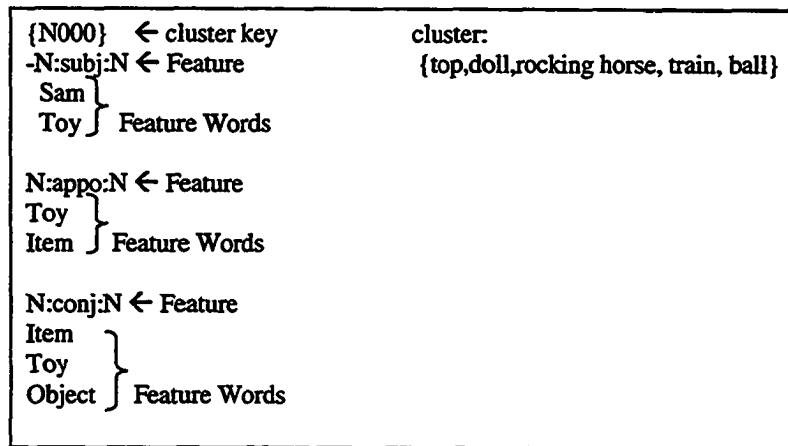 {N000} ← cluster key
cluster:
-N:subj:N ← Feature
{top,doll,rocking horse, train, ball}
Sam
Toy } Feature Words
N:appo:N ← Feature
Toy
Item } Feature Words
N:conj:N ← Feature
Item
Toy
Object } Feature Words